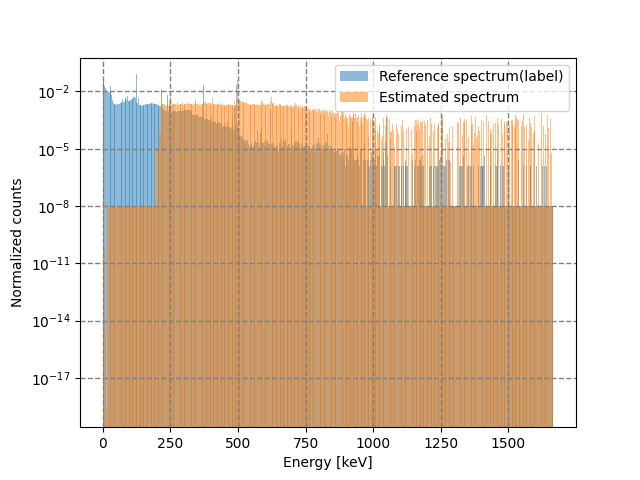 Reference spectrum(label)
Estimated spectrum
Normalized counts
10⁻²
10⁻⁵
10⁻⁸
10⁻¹¹
10⁻¹⁴
10⁻¹⁷
0 250 500 750 1000 1250 1500
Energy [keV]